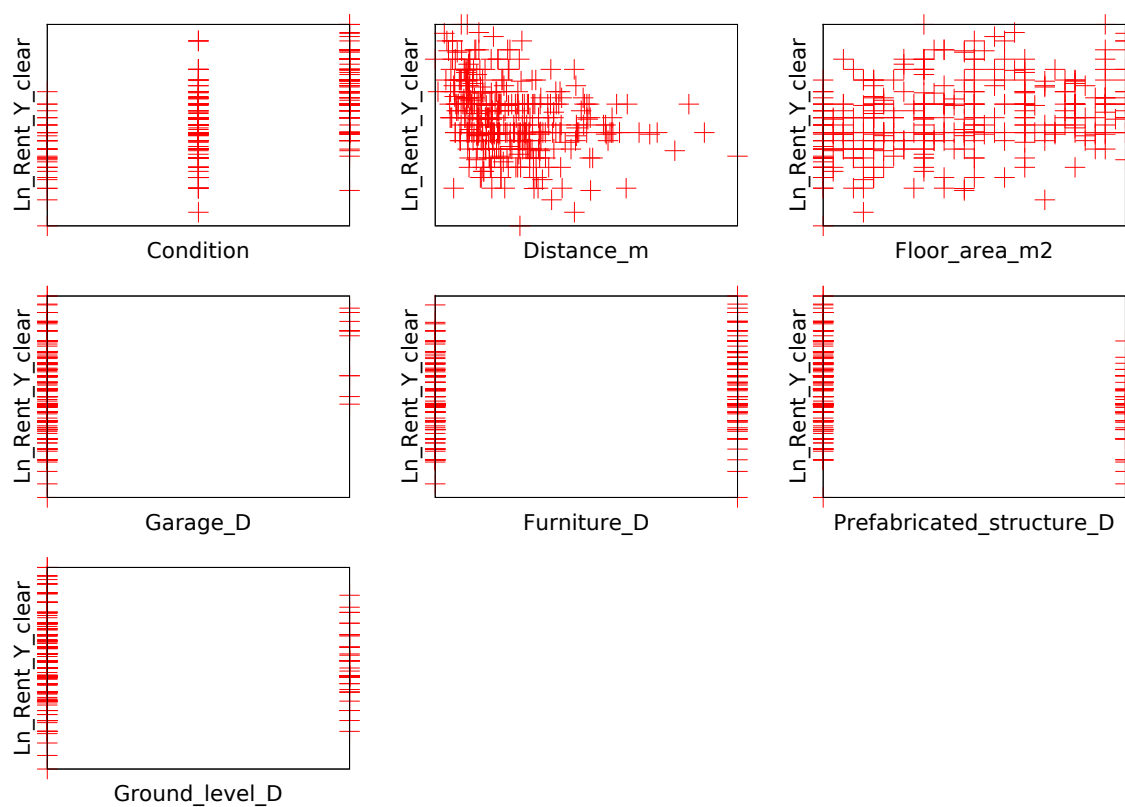 Ln_Rent_Y_clear
Condition
Ln_Rent_Y_clear
Distance_m
Ln_Rent_Y_clear
Floor_area_m2
Ln_Rent_Y_clear
Garage_D
Ln_Rent_Y_clear
Furniture_D
Ln_Rent_Y_clear
Prefabricated_structure_D
Ln_Rent_Y_clear
Ground_level_D